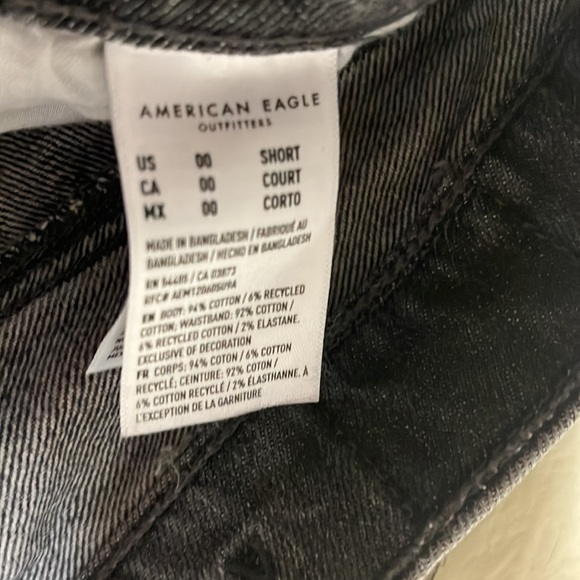 AMERICAN EAGLE
OUTFITTERS
US 00 SHORT
CA 00 COURT
MX 00 CORTO
MADE IN BANGLADESH / FABRIQUÉ AU
BANGLADESH / HECHO EN BANGLADESH
RN 54485 / CA 03873
RFC# AEM120605U9A
EN BODY: 94% COTTON / 6% RECYCLED
COTTON; WAISTBAND: 92% COTTON /
6% RECYCLED COTTON / 2% ELASTANE.
EXCLUSIVE OF DECORATION
FR CORPS: 94% COTON / 6% COTON
RECYCLÉ; CEINTURE: 92% COTON /
6% COTON RECYCLÉ / 2% ÉLASTHANNE. À
L'EXCEPTION DE LA GARNITURE